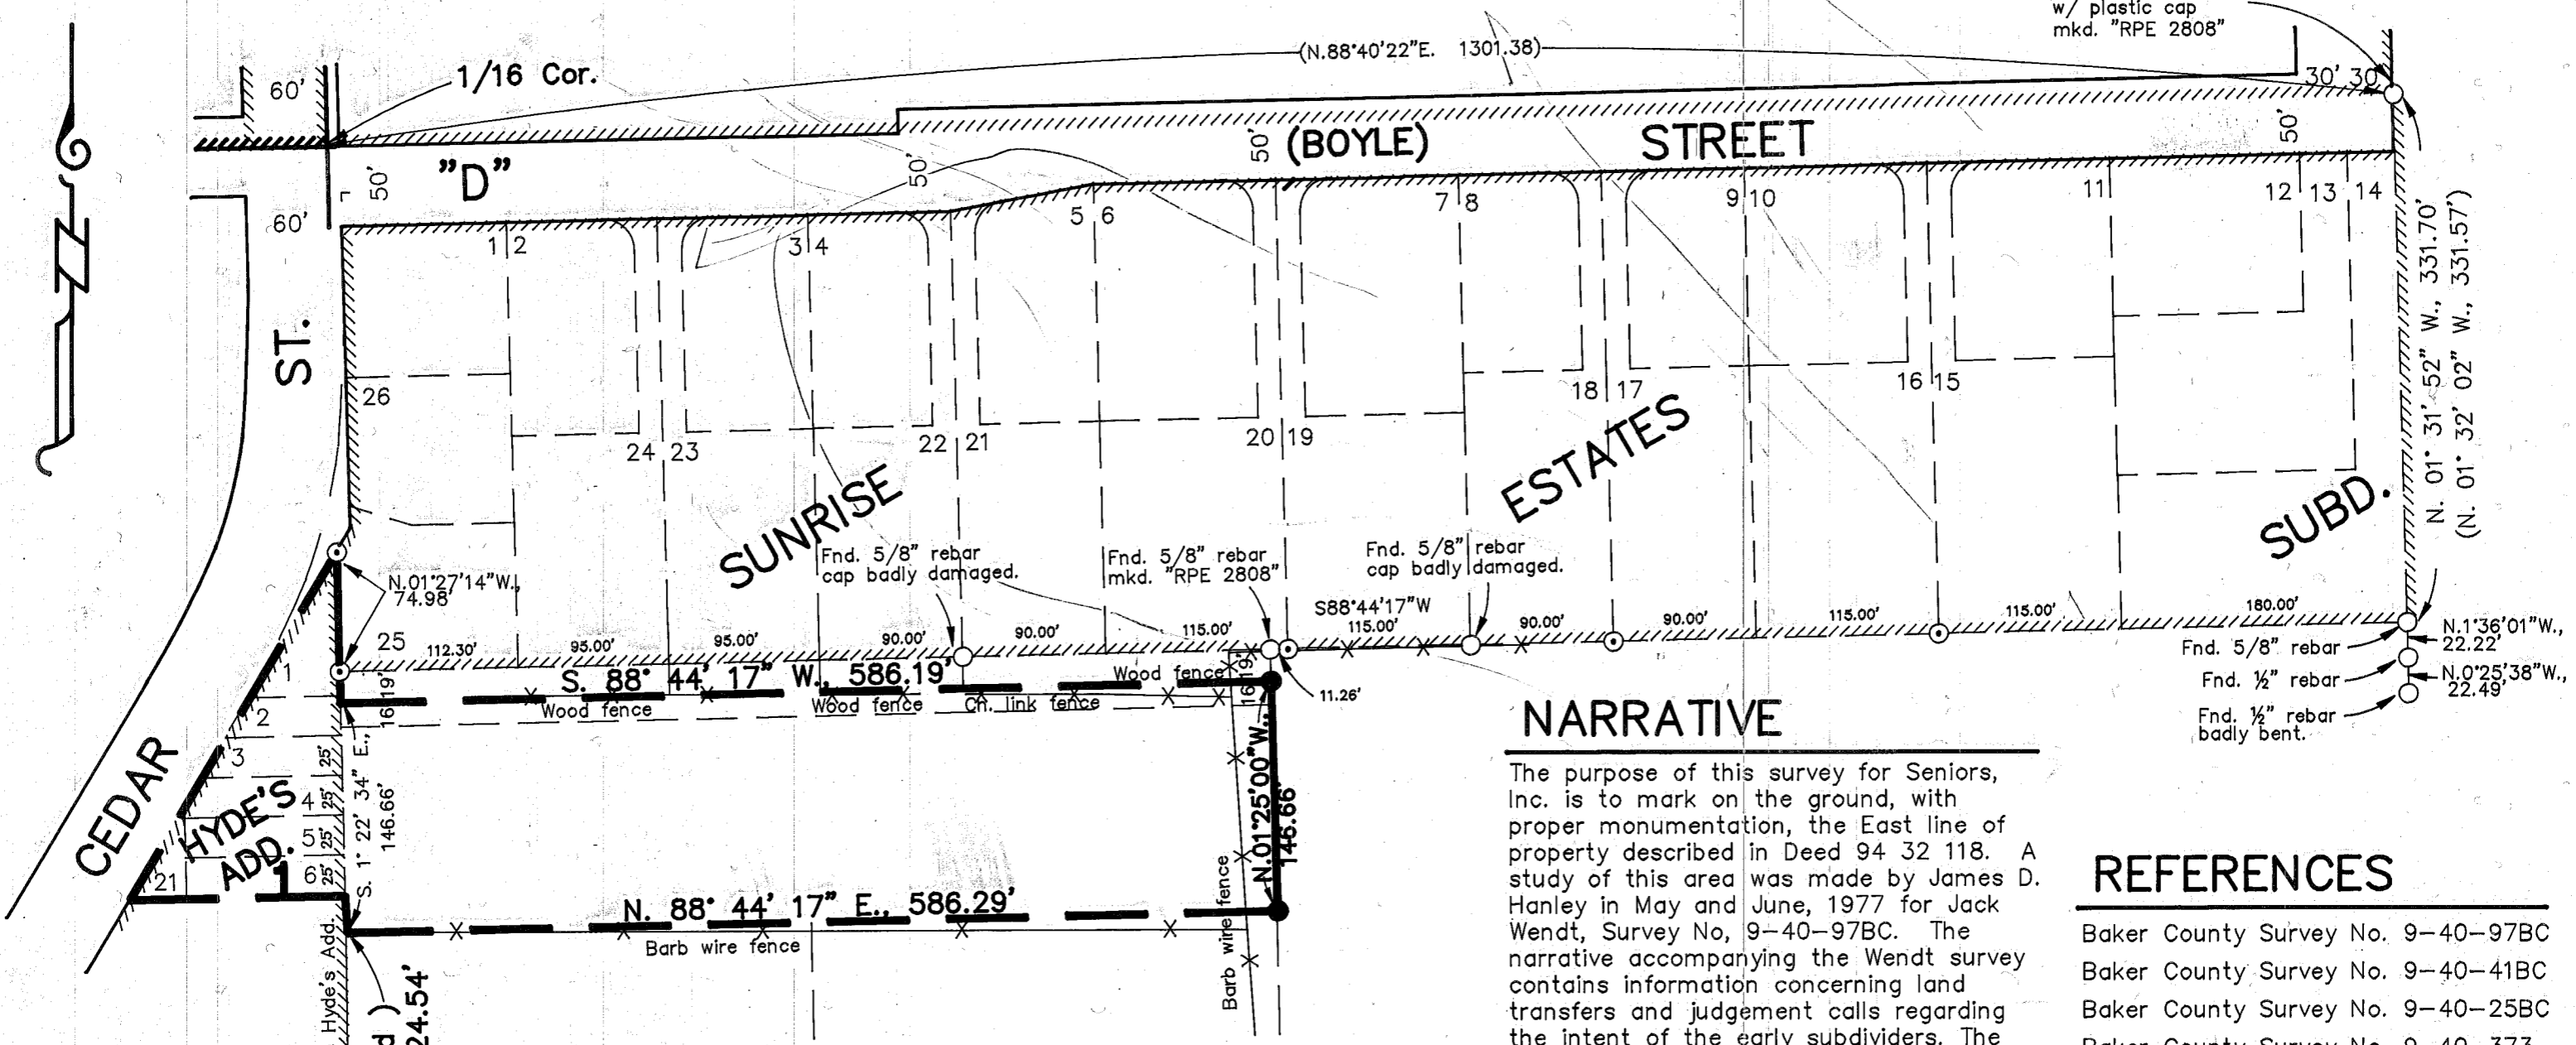 w/ plastic cap
mkd. "RPE 2808"
(N.88°40'22"E. 1301.38)
1/16 Cor.
60'
30' 30'
50'
"D"
50'
50'
(BOYLE)
STREET
50'
60'
1 2
3 4
5 6
7 8
9 10
11
12 13 14
ST.
26
24 23
22 21
20 19
18 17
16 15
N. 01° 31' 52" W., 331.70'
(N. 01° 32' 02" W., 331.57')
SUNRISE
ESTATES
SUBD.
Fnd. 5/8" rebar
cap badly damaged.
Fnd. 5/8" rebar
mkd. "RPE 2808"
Fnd. 5/8" rebar
cap badly damaged.
N.01°27'14"W.,
74.98'
25
112.30'
95.00'
95.00'
90.00'
90.00'
115.00'
S88°44'17"W
115.00'
90.00'
90.00'
115.00'
115.00'
180.00'
Fnd. 5/8" rebar
N.1°36'01"W.,
22.22'
Fnd. ½" rebar
N.0°25'38"W.,
22.49'
Fnd. ½" rebar
badly bent.
S. 88° 44' 17" W., 586.19'
Wood fence
Wood fence
Wood fence
Ch. link fence
16.19'
16.19'
11.26'
1
2
3
4
5
6
21
25'
25'
25'
25'
CEDAR
HYDE'S
ADD.
S. 1° 22' 34" E.,
146.66'
N.01°25'00"W.,
146.66'
N. 88° 44' 17" E., 586.29'
Barb wire fence
Barb wire fence
Hyde's Add.
24.54'
NARRATIVE
The purpose of this survey for Seniors,
Inc. is to mark on the ground, with
proper monumentation, the East line of
property described in Deed 94 32 118. A
study of this area was made by James D.
Hanley in May and June, 1977 for Jack
Wendt, Survey No, 9-40-97BC. The
narrative accompanying the Wendt survey
contains information concerning land
transfers and judgement calls regarding
the intent of the early subdividers. The
REFERENCES
Baker County Survey No. 9-40-97BC
Baker County Survey No. 9-40-41BC
Baker County Survey No. 9-40-25BC
Baker County Survey No. 9-40-373